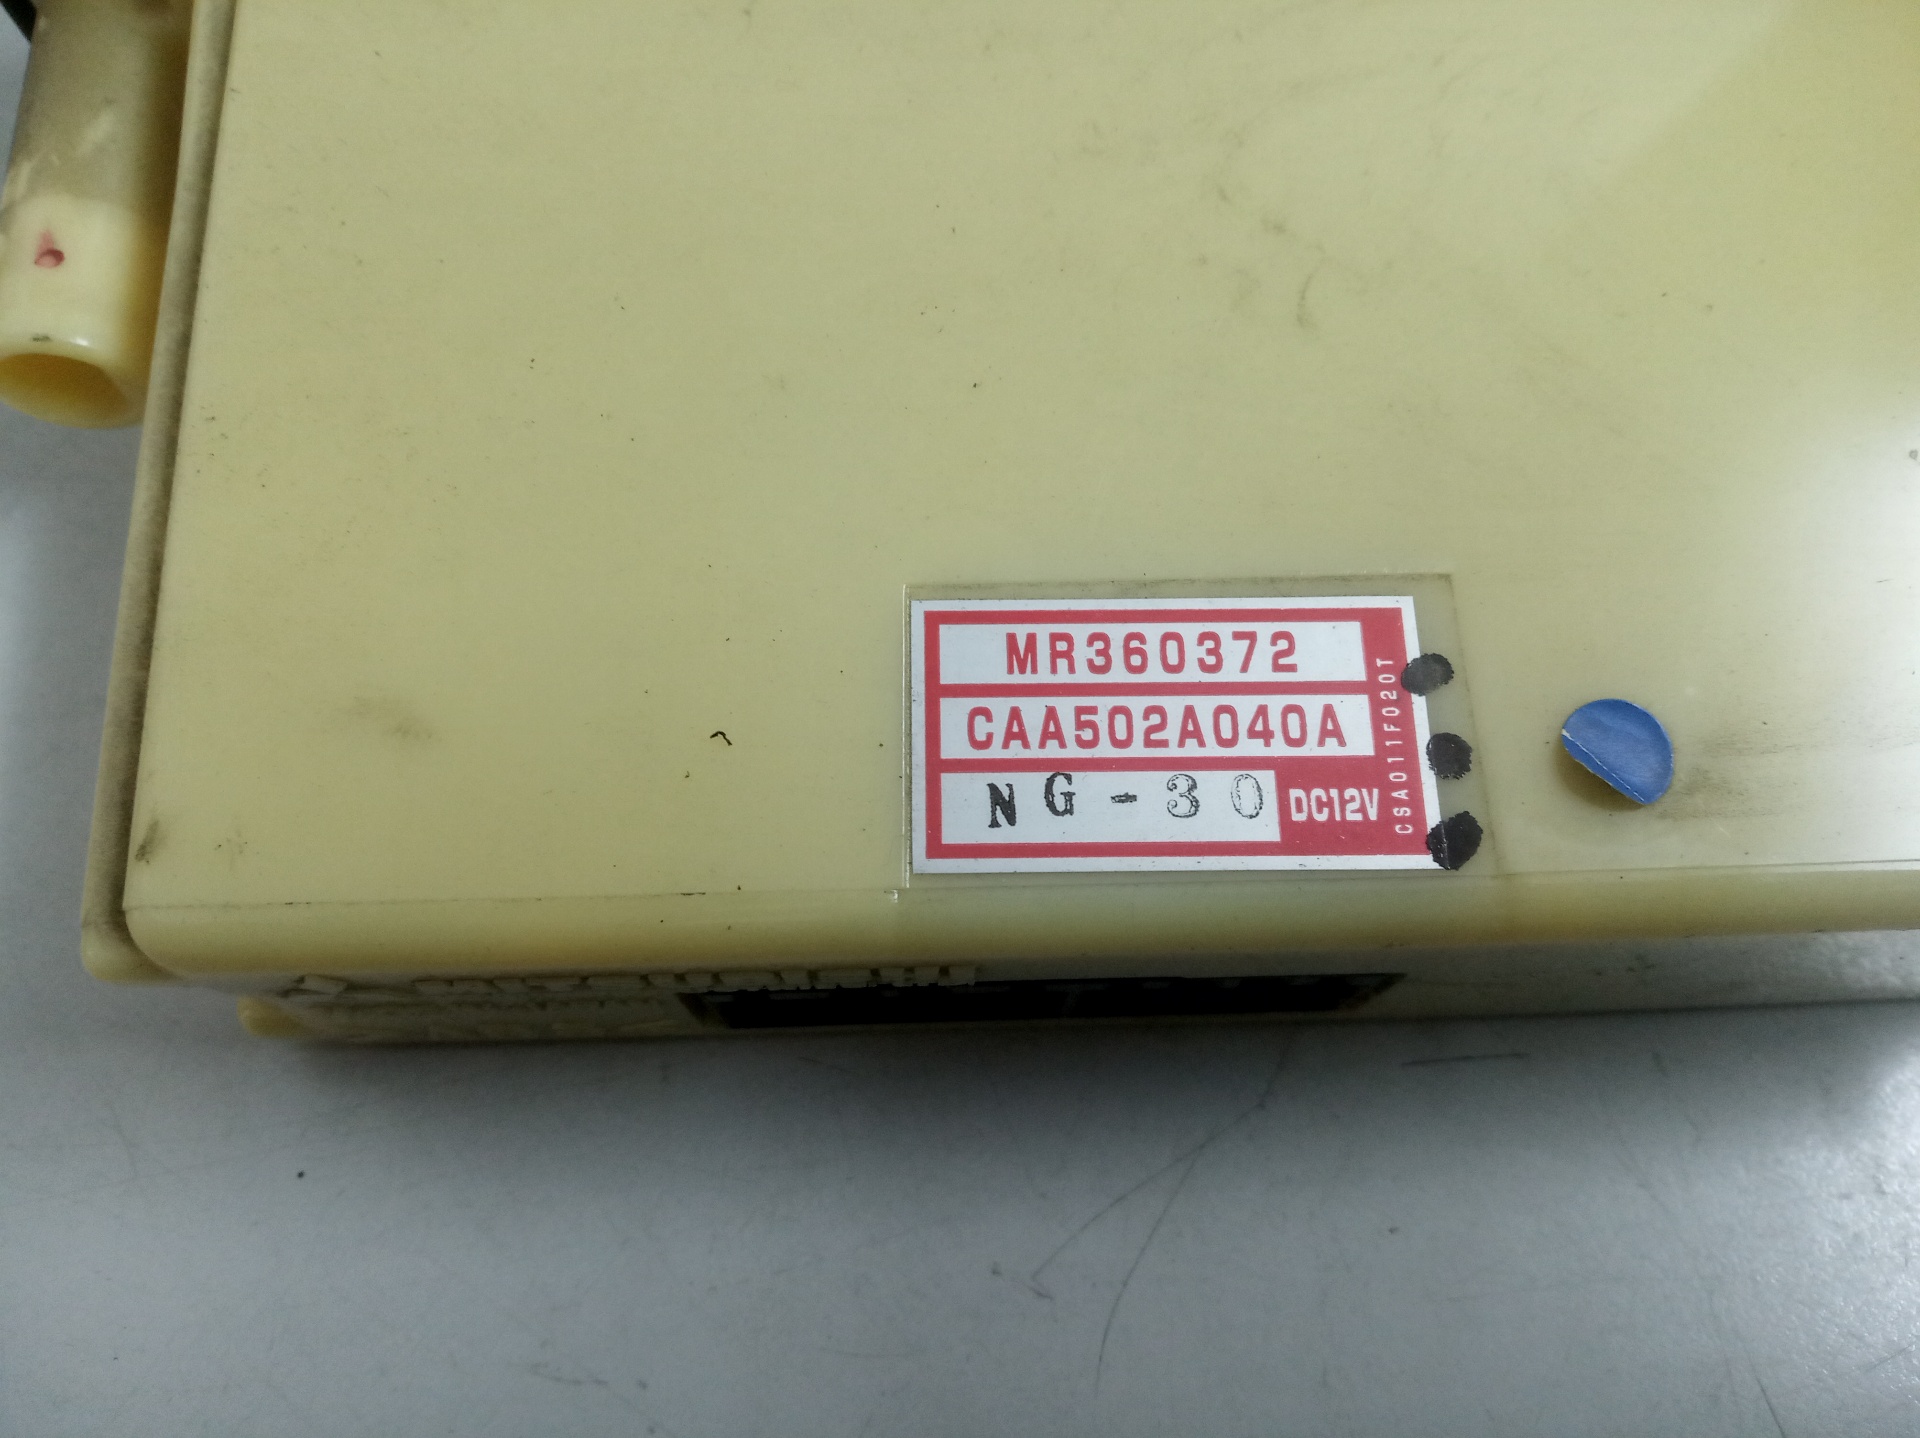 MR360372
CAA502A040A
NG-30
DC12V
CSA011F020T